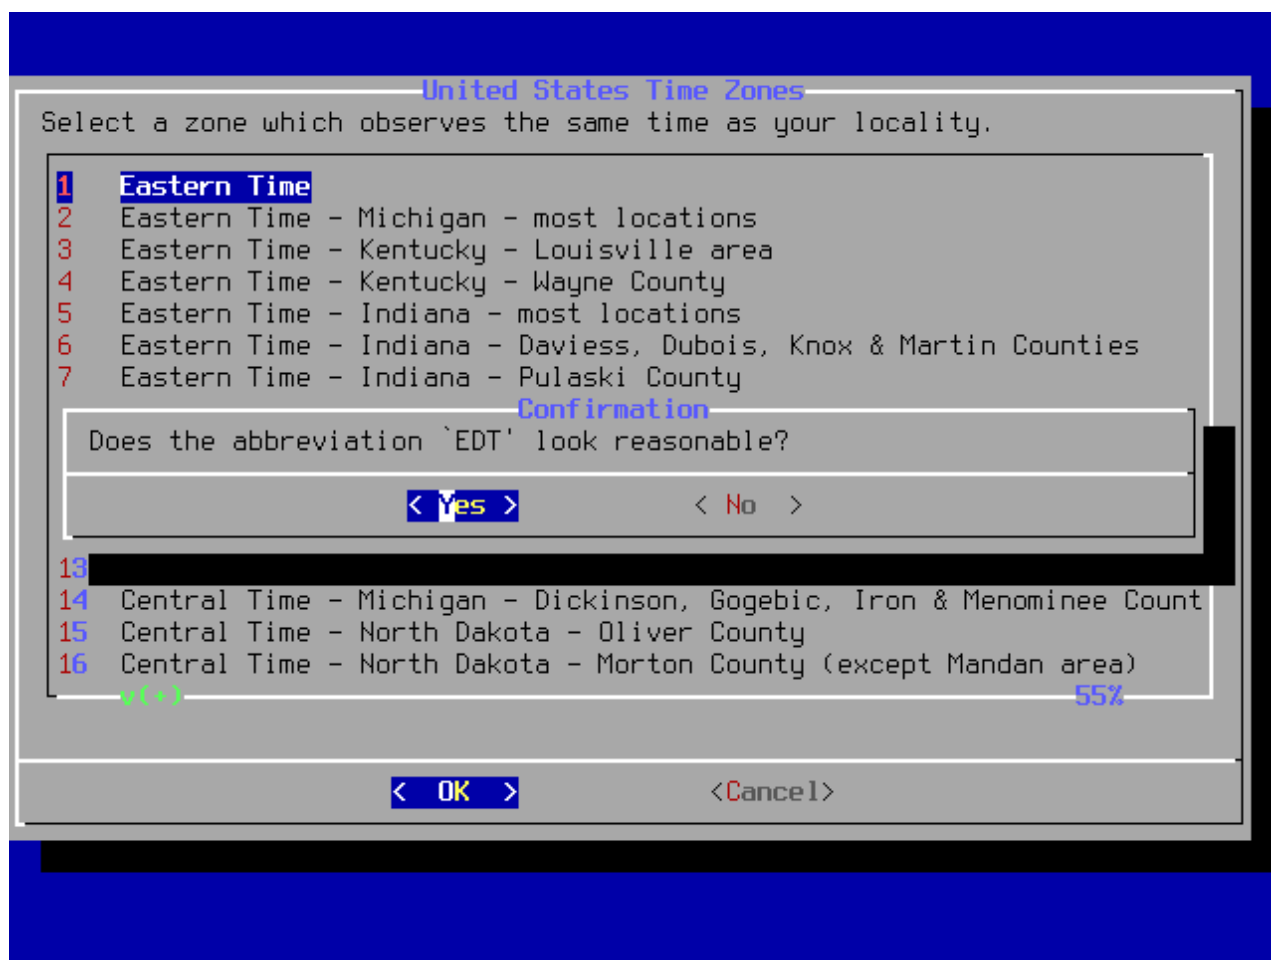 United States Time Zones
Select a zone which observes the same time as your locality.
1 Eastern Time
2 Eastern Time - Michigan - most locations
3 Eastern Time - Kentucky - Louisville area
4 Eastern Time - Kentucky - Wayne County
5 Eastern Time - Indiana - most locations
6 Eastern Time - Indiana - Daviess, Dubois, Knox & Martin Counties
7 Eastern Time - Indiana - Pulaski County
Confirmation
Does the abbreviation `EDT' look reasonable?
< Yes > < No >
13
14 Central Time - Michigan - Dickinson, Gogebic, Iron & Menominee Count
15 Central Time - North Dakota - Oliver County
16 Central Time - North Dakota - Morton County (except Mandan area)
v(+) 55%
< OK > <Cancel>